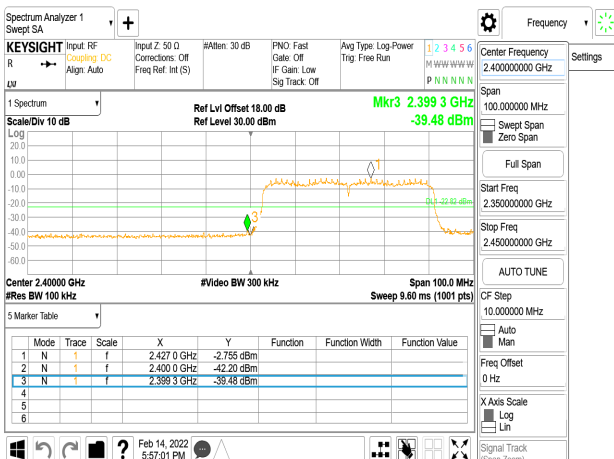 Spectrum Analyzer 1
Swept SA
Frequency
KEYSIGHT
Input: RF
Coupling: DC
Align: Auto
Input Z: 50 Ω
Corrections: Off
Freq Ref: Int (S)
#Atten: 30 dB
PNO: Fast
Gate: Off
IF Gain: Low
Sig Track: Off
Avg Type: Log-Power
Trig: Free Run
1 2 3 4 5 6
M W W W W W
P N N N N N
R
LXI
1 Spectrum
Scale/Div 10 dB
Ref Lvl Offset 18.00 dB
Ref Level 30.00 dBm
Mkr3 2.399 3 GHz
-39.48 dBm
Log
20.0
10.0
0.00
-10.0
-20.0
-30.0
-40.0
-50.0
-60.0
1
3
DL1 -22.82 dBm
Center 2.40000 GHz
#Res BW 100 kHz
#Video BW 300 kHz
Span 100.0 MHz
Sweep 9.60 ms (1001 pts)
5 Marker Table
Mode Trace Scale X Y Function Function Width Function Value
1 N 1 f 2.427 0 GHz -2.755 dBm
2 N 1 f 2.400 0 GHz -42.20 dBm
3 N 1 f 2.399 3 GHz -39.48 dBm
4
5
6
?
Feb 14, 2022
5:57:01 PM
Center Frequency
2.400000000 GHz
Settings
Span
100.000000 MHz
Swept Span
Zero Span
Full Span
Start Freq
2.350000000 GHz
Stop Freq
2.450000000 GHz
AUTO TUNE
CF Step
10.000000 MHz
Auto
Man
Freq Offset
0 Hz
X Axis Scale
Log
Lin
Signal Track
(Span Zoom)